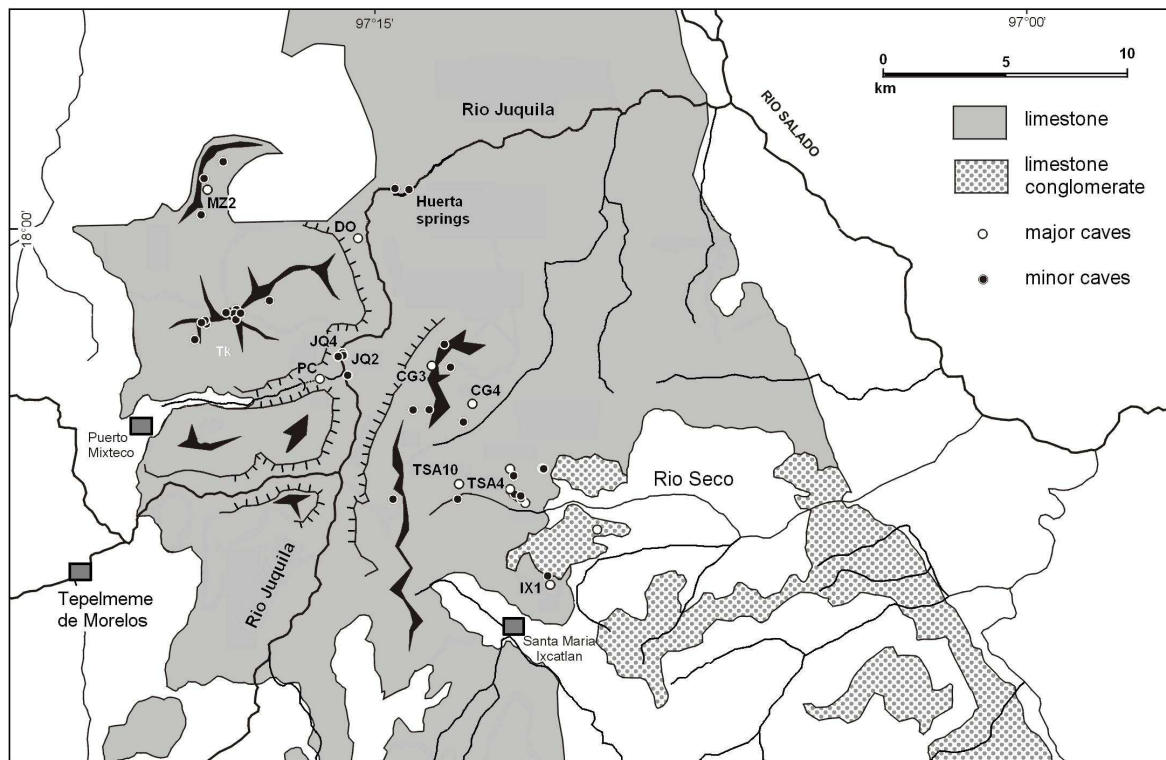 97°15'
97°00'
0
5
10
km
Rio Juquila
RIO SALADO
limestone
limestone
conglomerate
major caves
minor caves
MZ2
Huerta
springs
18°00'
DO
Tk
JQ4
JQ2
PC
CG3
CG4
Puerto
Mixteco
TSA10
TSA4
Rio Seco
IX1
Tepelmeme
de Morelos
Rio Juquila
Santa Maria
Ixcatlan